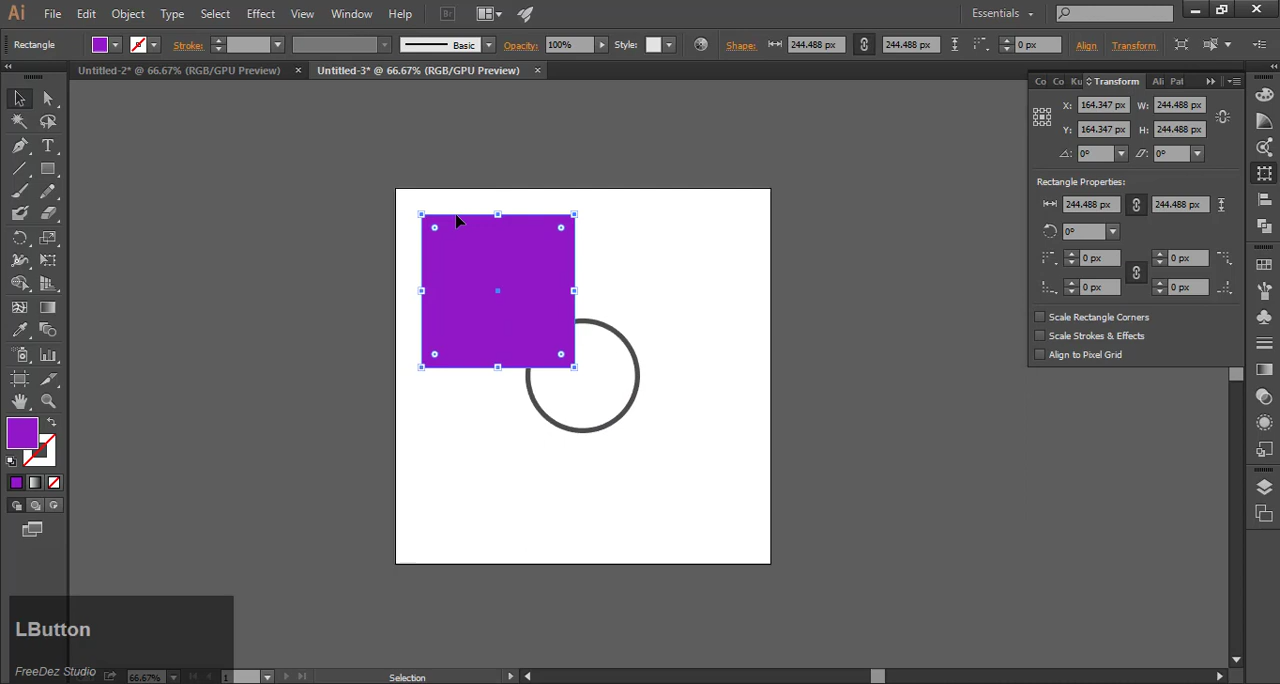 Ai File Edit Object Type Select Effect View Window Help Br Essentials
Rectangle Stroke: Basic Opacity: 100% Style: Shape: 244.488 px 244.488 px 0 px Align Transform
Untitled-2* @ 66.67% (RGB/GPU Preview) × Untitled-3* @ 66.67% (RGB/GPU Preview) ×
Co Co Ku Transform Ali Pat
X: 164.347 px W: 244.488 px
Y: 164.347 px H: 244.488 px
0° 0°
Rectangle Properties:
244.488 px 244.488 px
0°
0 px 0 px
0 px 0 px
Scale Rectangle Corners
Scale Strokes & Effects
Align to Pixel Grid
T
LButton
FreeDez Studio
66.67% 1 Selection